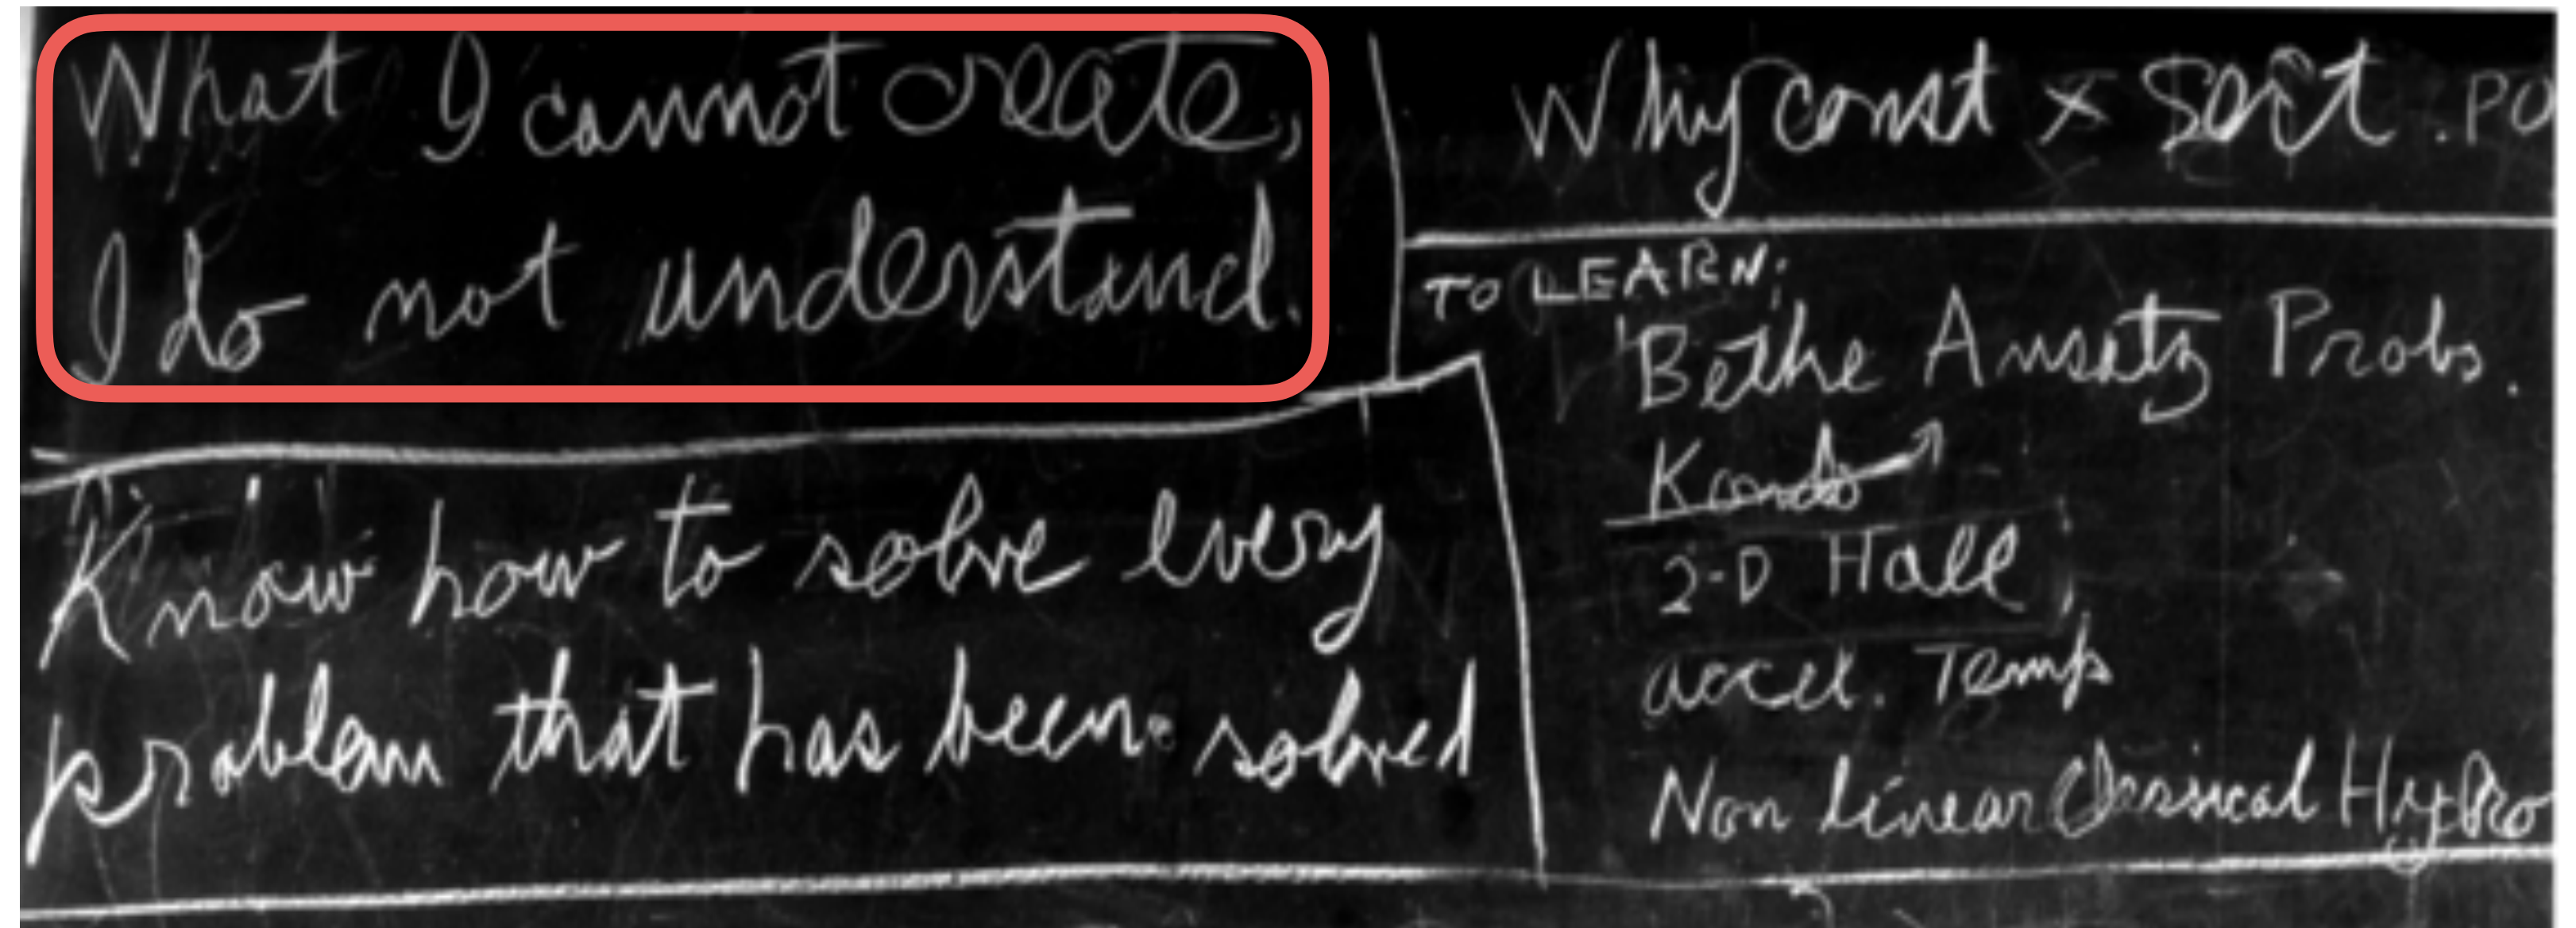 What I cannot create,
I do not understand.
Know how to solve every
problem that has been solved
Why const × sort . PO
TO LEARN:
Bethe Ansatz Probs.
Kondo
2-D Hall
accel. Temp
Non linear Classical Hydro